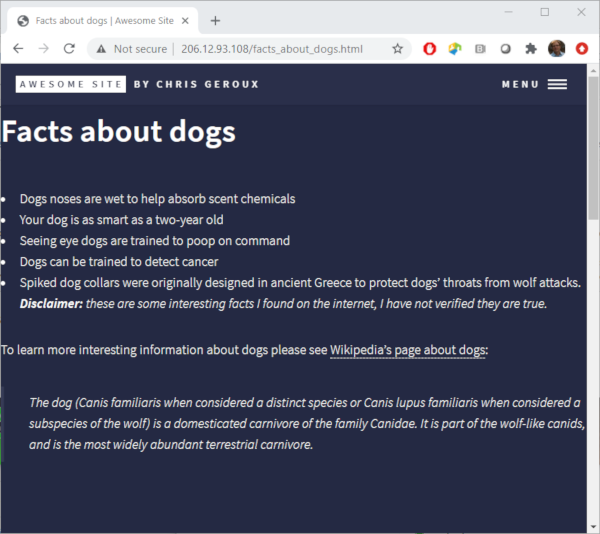 Facts about dogs | Awesome Site
Not secure | 206.12.93.108/facts_about_dogs.html
AWESOME SITE BY CHRIS GEROUX MENU
Facts about dogs
Dogs noses are wet to help absorb scent chemicals
Your dog is as smart as a two-year old
Seeing eye dogs are trained to poop on command
Dogs can be trained to detect cancer
Spiked dog collars were originally designed in ancient Greece to protect dogs’ throats from wolf attacks.
Disclaimer: these are some interesting facts I found on the internet, I have not verified they are true.
To learn more interesting information about dogs please see Wikipedia’s page about dogs:
The dog (Canis familiaris when considered a distinct species or Canis lupus familiaris when considered a
subspecies of the wolf) is a domesticated carnivore of the family Canidae. It is part of the wolf-like canids,
and is the most widely abundant terrestrial carnivore.